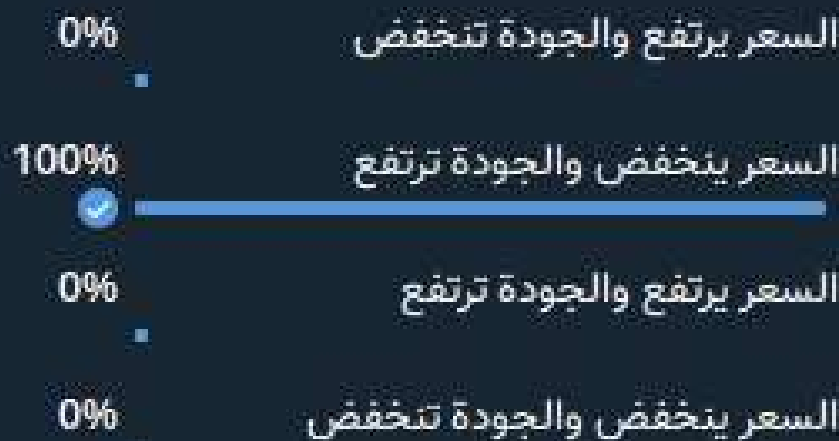 السعر يرتفع والجودة تنخفض 0%
السعر ينخفض والجودة ترتفع 100%
السعر يرتفع والجودة ترتفع 0%
السعر ينخفض والجودة تنخفض 0%